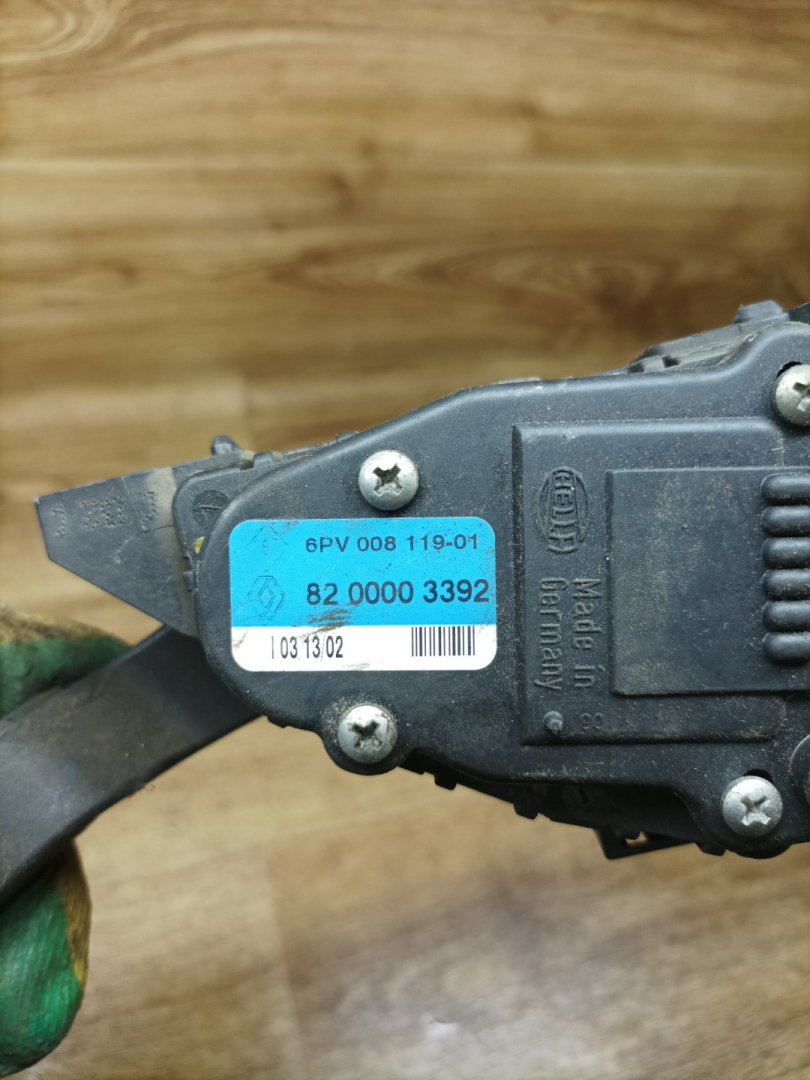 6PV 008 119-01
82 0000 3392
I 03 13/02
HELLA
Made in
Germany